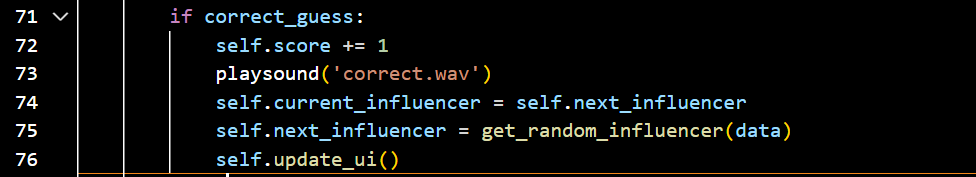 71 if correct_guess:
72 self.score += 1
73 playsound('correct.wav')
74 self.current_influencer = self.next_influencer
75 self.next_influencer = get_random_influencer(data)
76 self.update_ui()